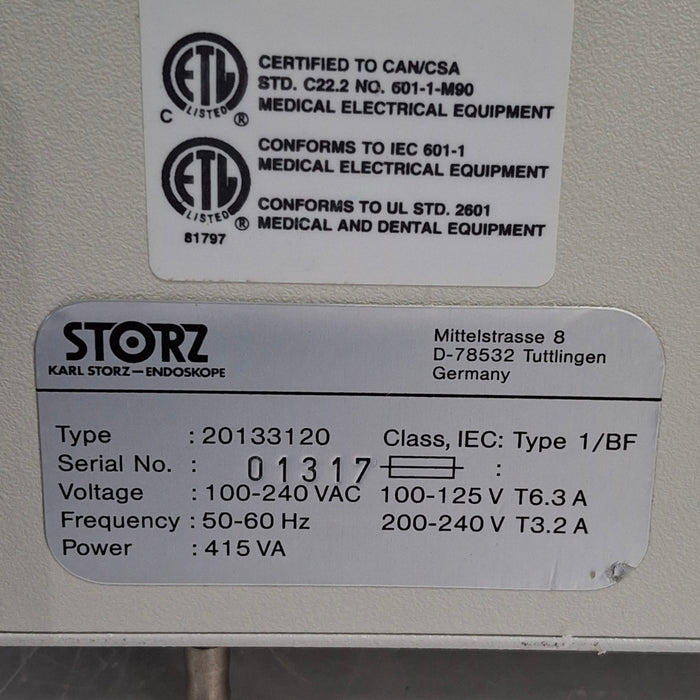 CERTIFIED TO CAN/CSA
STD. C22.2 NO. 601-1-M90
MEDICAL ELECTRICAL EQUIPMENT
ETL
LISTED
C ®
CONFORMS TO IEC 601-1
MEDICAL ELECTRICAL EQUIPMENT
CONFORMS TO UL STD. 2601
MEDICAL AND DENTAL EQUIPMENT
ETL
LISTED
®
81797
STORZ
KARL STORZ—ENDOSKOPE
Mittelstrasse 8
D-78532 Tuttlingen
Germany
Type : 20133120 Class, IEC: Type 1/BF
Serial No. : 01317 :
Voltage : 100-240 VAC 100-125 V T6.3 A
Frequency : 50-60 Hz 200-240 V T3.2 A
Power : 415 VA